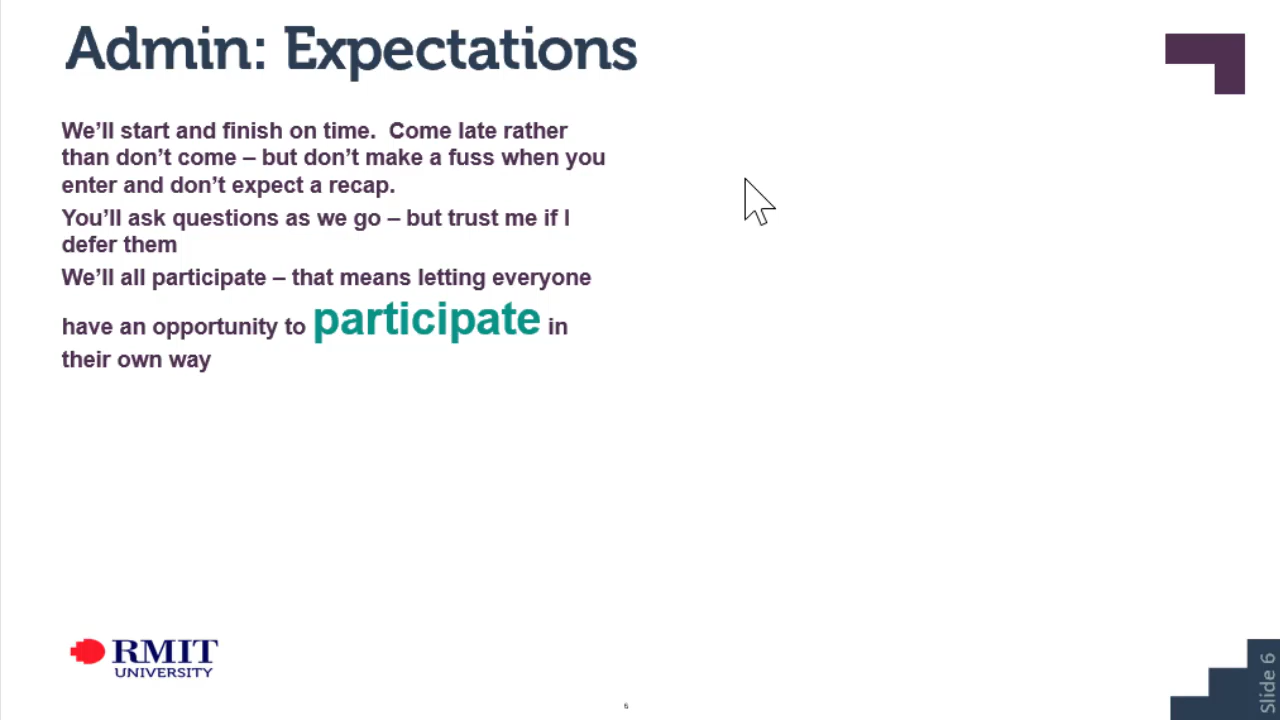 Admin: Expectations
We’ll start and finish on time.  Come late rather
than don’t come – but don’t make a fuss when you
enter and don’t expect a recap.
You’ll ask questions as we go – but trust me if I
defer them
We’ll all participate – that means letting everyone
have an opportunity to participate in
their own way
RMIT
UNIVERSITY
6
Slide 6